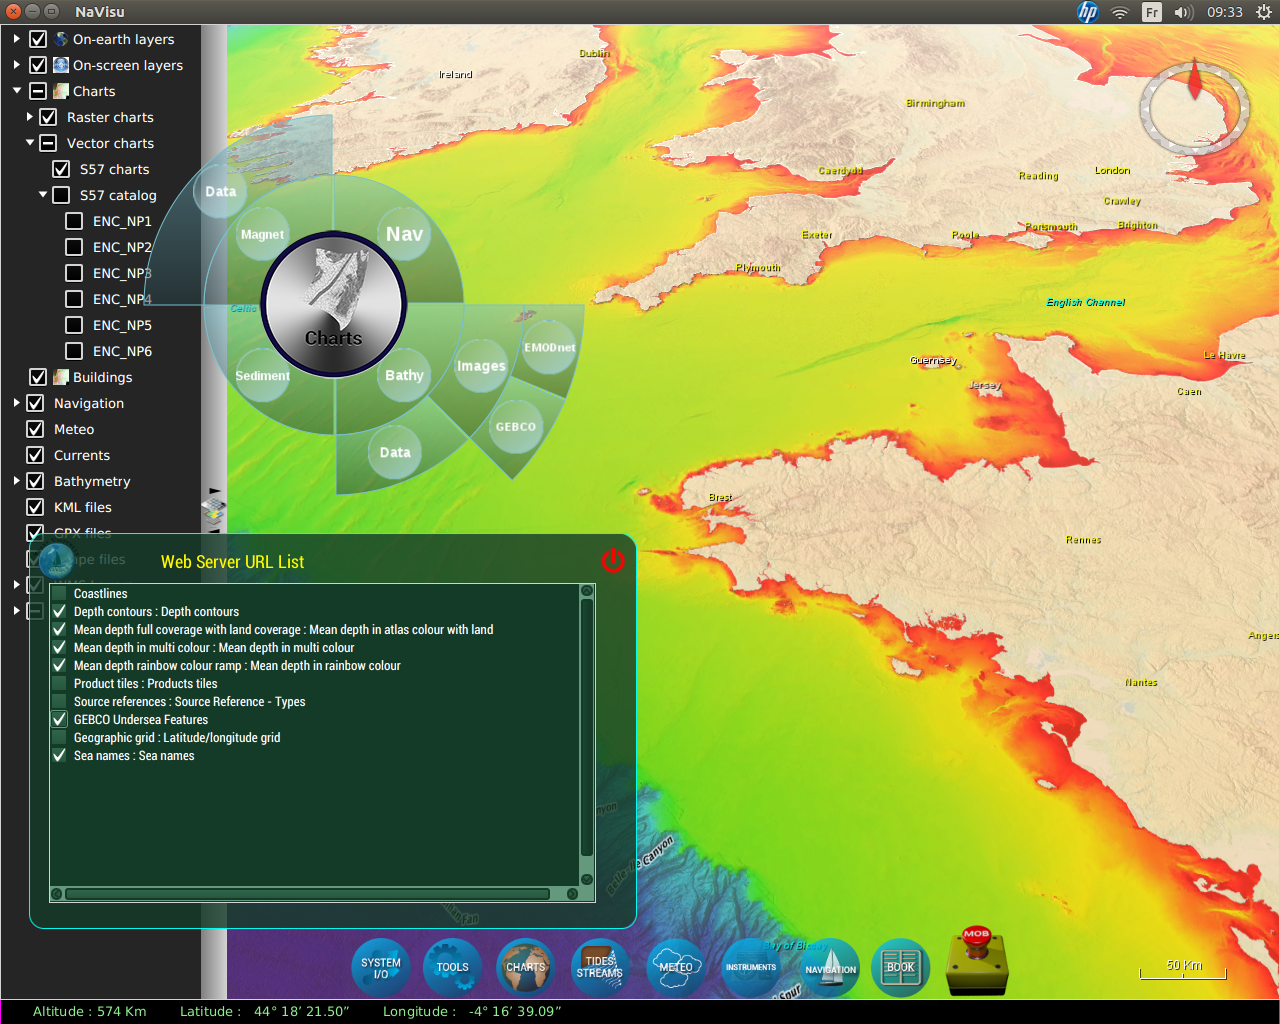 NaVisu
Fr
09:33
On-earth layers
On-screen layers
Charts
Raster charts
Vector charts
S57 charts
S57 catalog
ENC_NP1
ENC_NP2
ENC_NP3
ENC_NP4
ENC_NP5
ENC_NP6
Buildings
Navigation
Meteo
Currents
Bathymetry
KML files
GPX files
Data
Magnet
Nav
Charts
Sediment
Bathy
Images
EMODnet
GEBCO
Data
Celtic
Dublin
Ireland
Birmingham
Caerdydd
Reading
London
Crawley
Exeter
Poole
Portsmouth
Brighton
Plymouth
English Channel
Guernsey
Jersey
Le Havre
Caen
Brest
Rennes
Angers
Nantes
Web Server URL List
Coastlines
Depth contours : Depth contours
Mean depth full coverage with land coverage : Mean depth in atlas colour with land
Mean depth in multi colour : Mean depth in multi colour
Mean depth rainbow colour ramp : Mean depth in rainbow colour
Product tiles : Products tiles
Source references : Source Reference - Types
GEBCO Undersea Features
Geographic grid : Latitude/longitude grid
Sea names : Sea names
Canyon
Bay of Biscay
SYSTEM
I/O
TOOLS
CHARTS
TIDES
STREAMS
METEO
INSTRUMENTS
NAVIGATION
BOOK
MOB
50 Km
Altitude : 574 Km
Latitude : 44° 18’ 21.50”
Longitude : -4° 16’ 39.09”